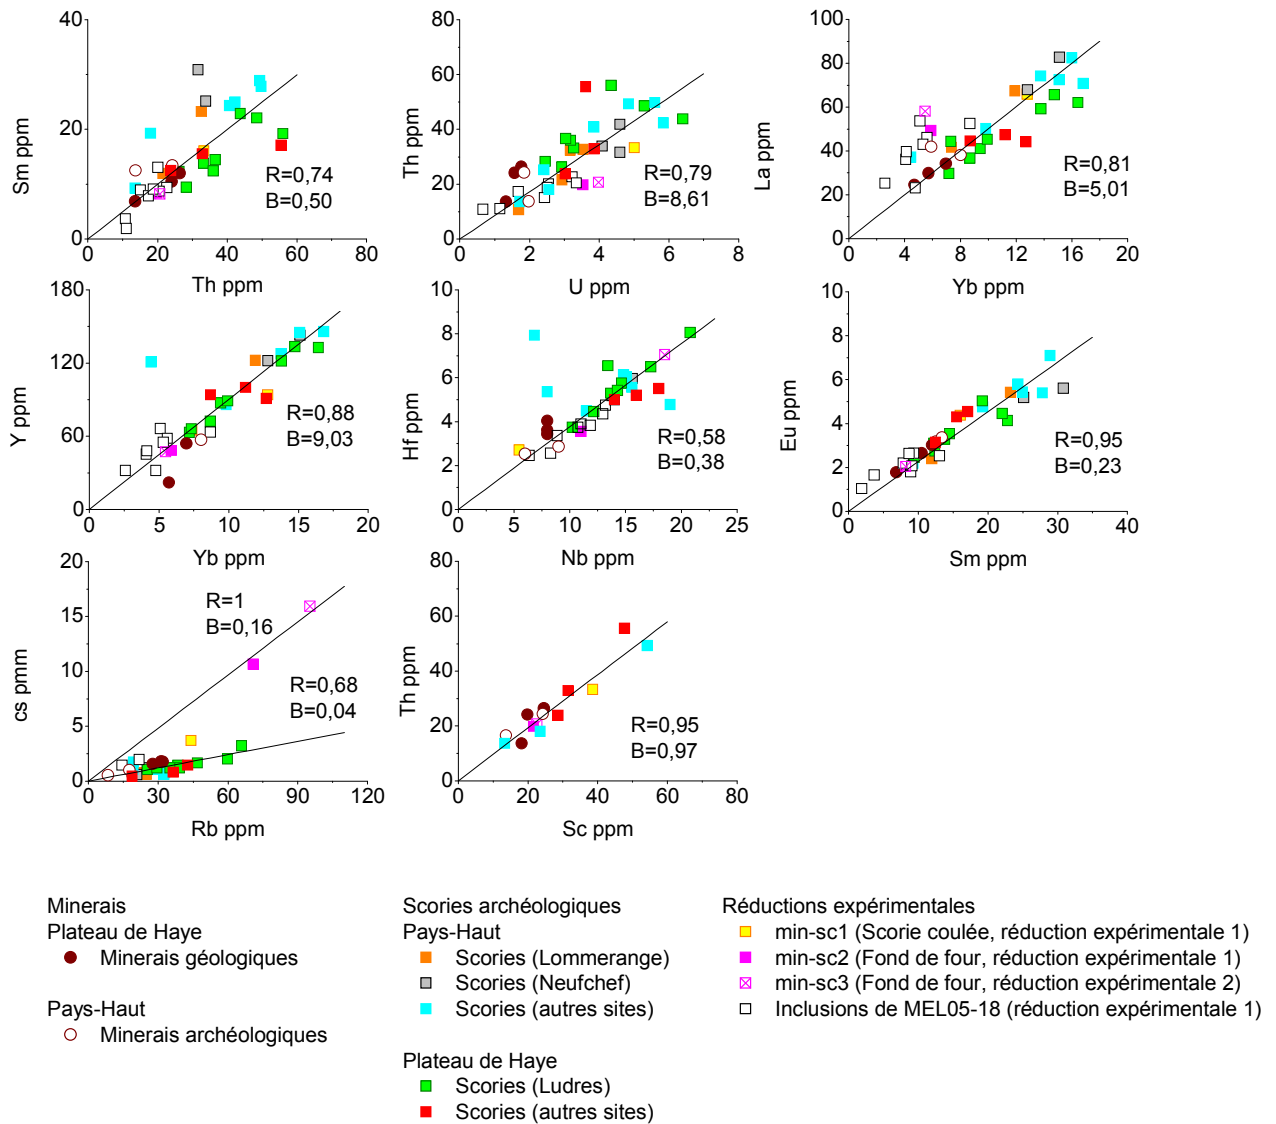 40
20
0
Sm ppm
0 20 40 60 80
Th ppm
R=0,74
B=0,50
80
60
40
20
0
Th ppm
0 2 4 6 8
U ppm
R=0,79
B=8,61
100
80
60
40
20
0
La ppm
0 4 8 12 16 20
Yb ppm
R=0,81
B=5,01
180
120
60
0
Y ppm
0 5 10 15 20
Yb ppm
R=0,88
B=9,03
10
8
6
4
2
0
Hf ppm
0 5 10 15 20 25
Nb ppm
R=0,58
B=0,38
10
8
6
4
2
0
Eu ppm
0 10 20 30 40
Sm ppm
R=0,95
B=0,23
20
15
10
5
0
cs pmm
0 30 60 90 120
Rb ppm
R=1
B=0,16
R=0,68
B=0,04
80
60
40
20
0
Th ppm
0 20 40 60 80
Sc ppm
R=0,95
B=0,97
Minerais
Plateau de Haye
Minerais géologiques
Pays-Haut
Minerais archéologiques
Scories archéologiques
Pays-Haut
Scories (Lommerange)
Scories (Neufchef)
Scories (autres sites)
Plateau de Haye
Scories (Ludres)
Scories (autres sites)
Réductions expérimentales
min-sc1 (Scorie coulée, réduction expérimentale 1)
min-sc2 (Fond de four, réduction expérimentale 1)
min-sc3 (Fond de four, réduction expérimentale 2)
Inclusions de MEL05-18 (réduction expérimentale 1)